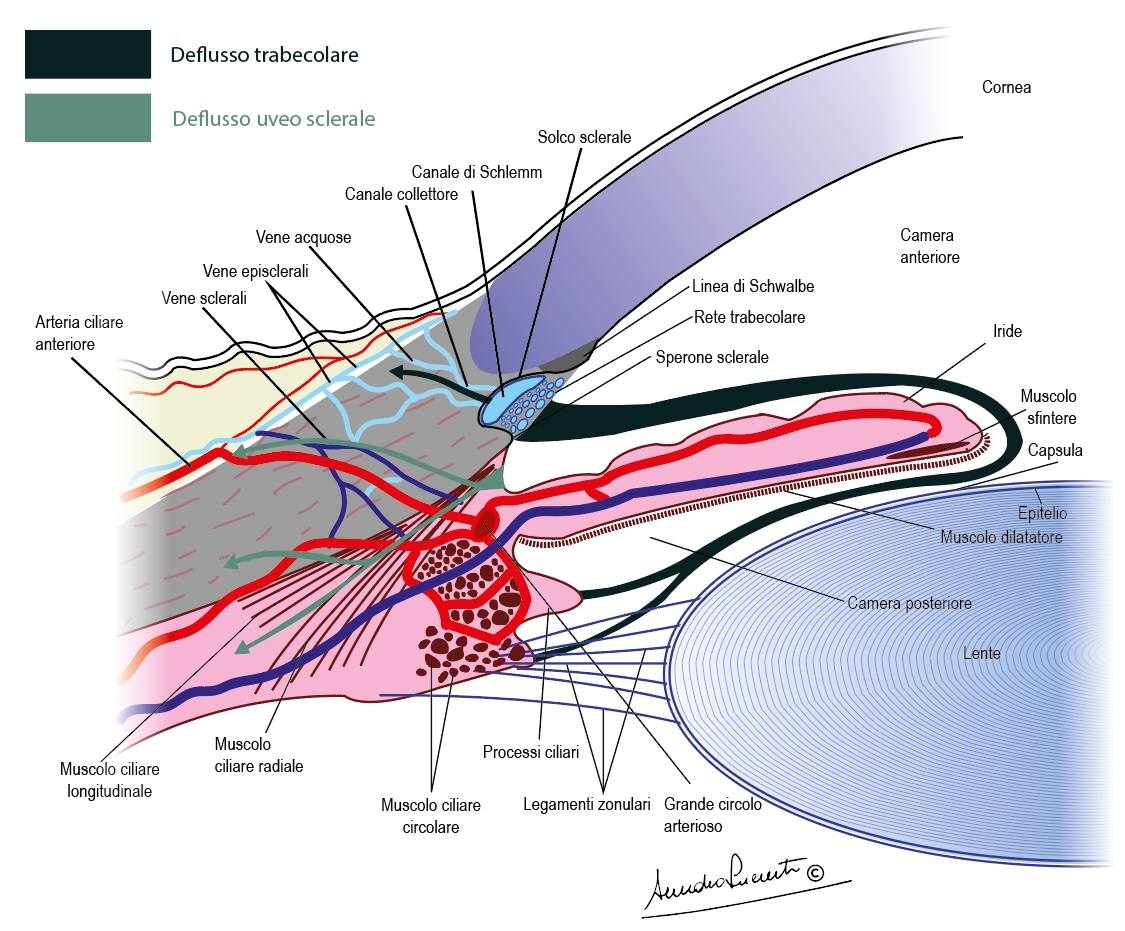 Deflusso trabecolare
Deflusso uveo sclerale
Cornea
Solco sclerale
Canale di Schlemm
Canale collettore
Vene acquose
Vene episclerali
Vene sclerali
Arteria ciliare
anteriore
Camera
anteriore
Linea di Schwalbe
Rete trabecolare
Sperone sclerale
Iride
Muscolo
sfintere
Capsula
Epitelio
Muscolo dilatatore
Camera posteriore
Lente
Muscolo ciliare
longitudinale
Muscolo
ciliare radiale
Muscolo ciliare
circolare
Processi ciliari
Legamenti zonulari
Grande circolo
arterioso
©